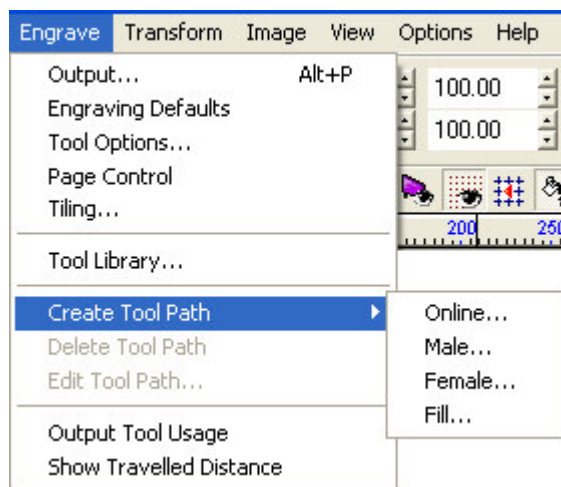 Engrave Transform Image View Options Help
Output... Alt+P
Engraving Defaults
Tool Options...
Page Control
Tiling...
Tool Library...
Create Tool Path
Delete Tool Path
Edit Tool Path...
Output Tool Usage
Show Travelled Distance
100.00
100.00
200 250
Online...
Male...
Female...
Fill...